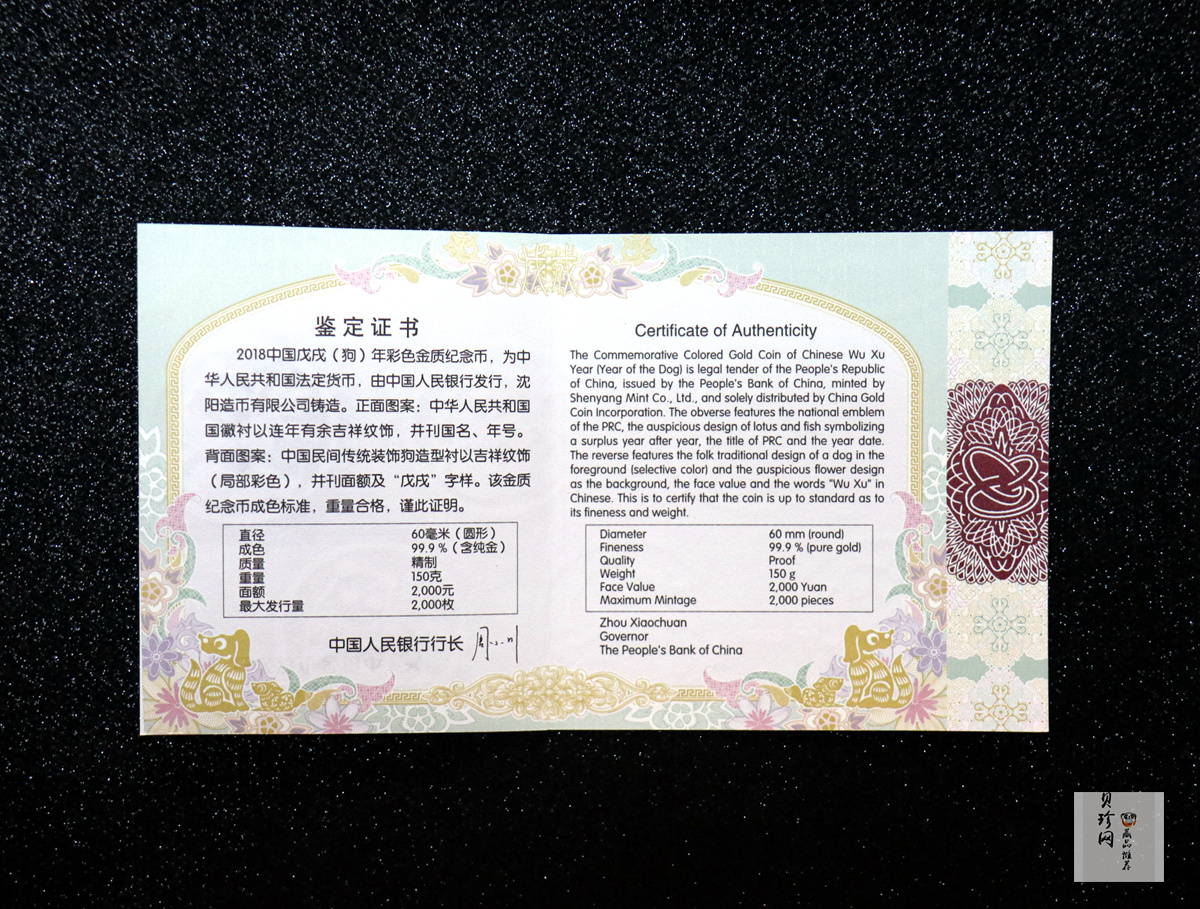 鉴定证书
2018中国戊戌（狗）年彩色金质纪念币，为中
华人民共和国法定货币，由中国人民银行发行，沈
阳造币有限公司铸造。正面图案：中华人民共和国
国徽衬以连年有余吉祥纹饰，并刊国名、年号。
背面图案：中国民间传统装饰狗造型衬以吉祥纹饰
（局部彩色），并刊面额及“戊戌”字样。该金质
纪念币成色标准，重量合格，谨此证明。
直径 60毫米（圆形）
成色 99.9％（含纯金）
质量 精制
重量 150克
面额 2,000元
最大发行量 2,000枚
中国人民银行行长
Certificate of Authenticity
The Commemorative Colored Gold Coin of Chinese Wu Xu
Year (Year of the Dog) is legal tender of the People's Republic
of China, issued by the People's Bank of China, minted by
Shenyang Mint Co., Ltd., and solely distributed by China Gold
Coin Incorporation. The obverse features the national emblem
of the PRC, the auspicious design of lotus and fish symbolizing
a surplus year after year, the title of PRC and the year date.
The reverse features the folk traditional design of a dog in the
foreground (selective color) and the auspicious flower design
as the background, the face value and the words "Wu Xu" in
Chinese. This is to certify that the coin is up to standard as to
its fineness and weight.
Diameter 60 mm (round)
Fineness 99.9 % (pure gold)
Quality Proof
Weight 150 g
Face Value 2,000 Yuan
Maximum Mintage 2,000 pieces
Zhou Xiaochuan
Governor
The People's Bank of China
贝珍网
藏品推荐